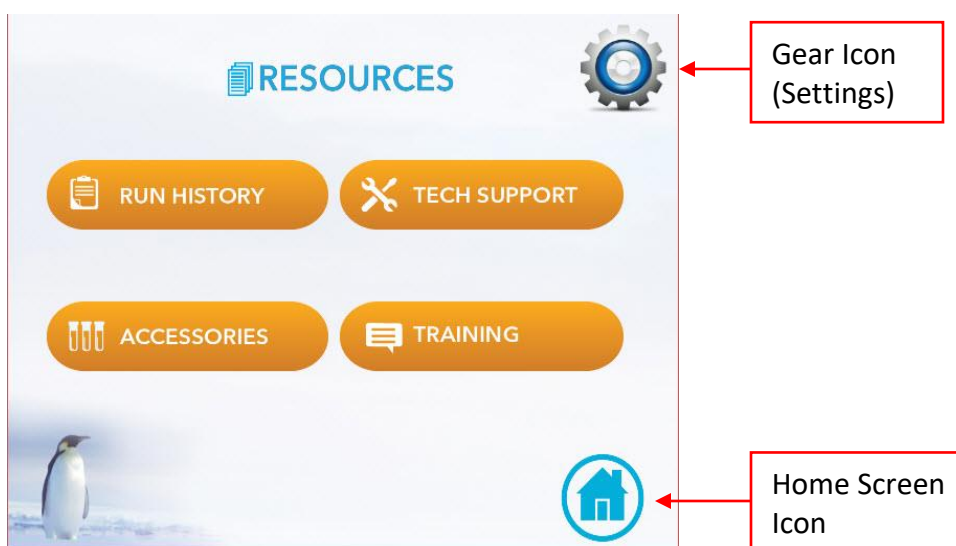 RESOURCES
Gear Icon
(Settings)
RUN HISTORY
TECH SUPPORT
ACCESSORIES
TRAINING
Home Screen
Icon